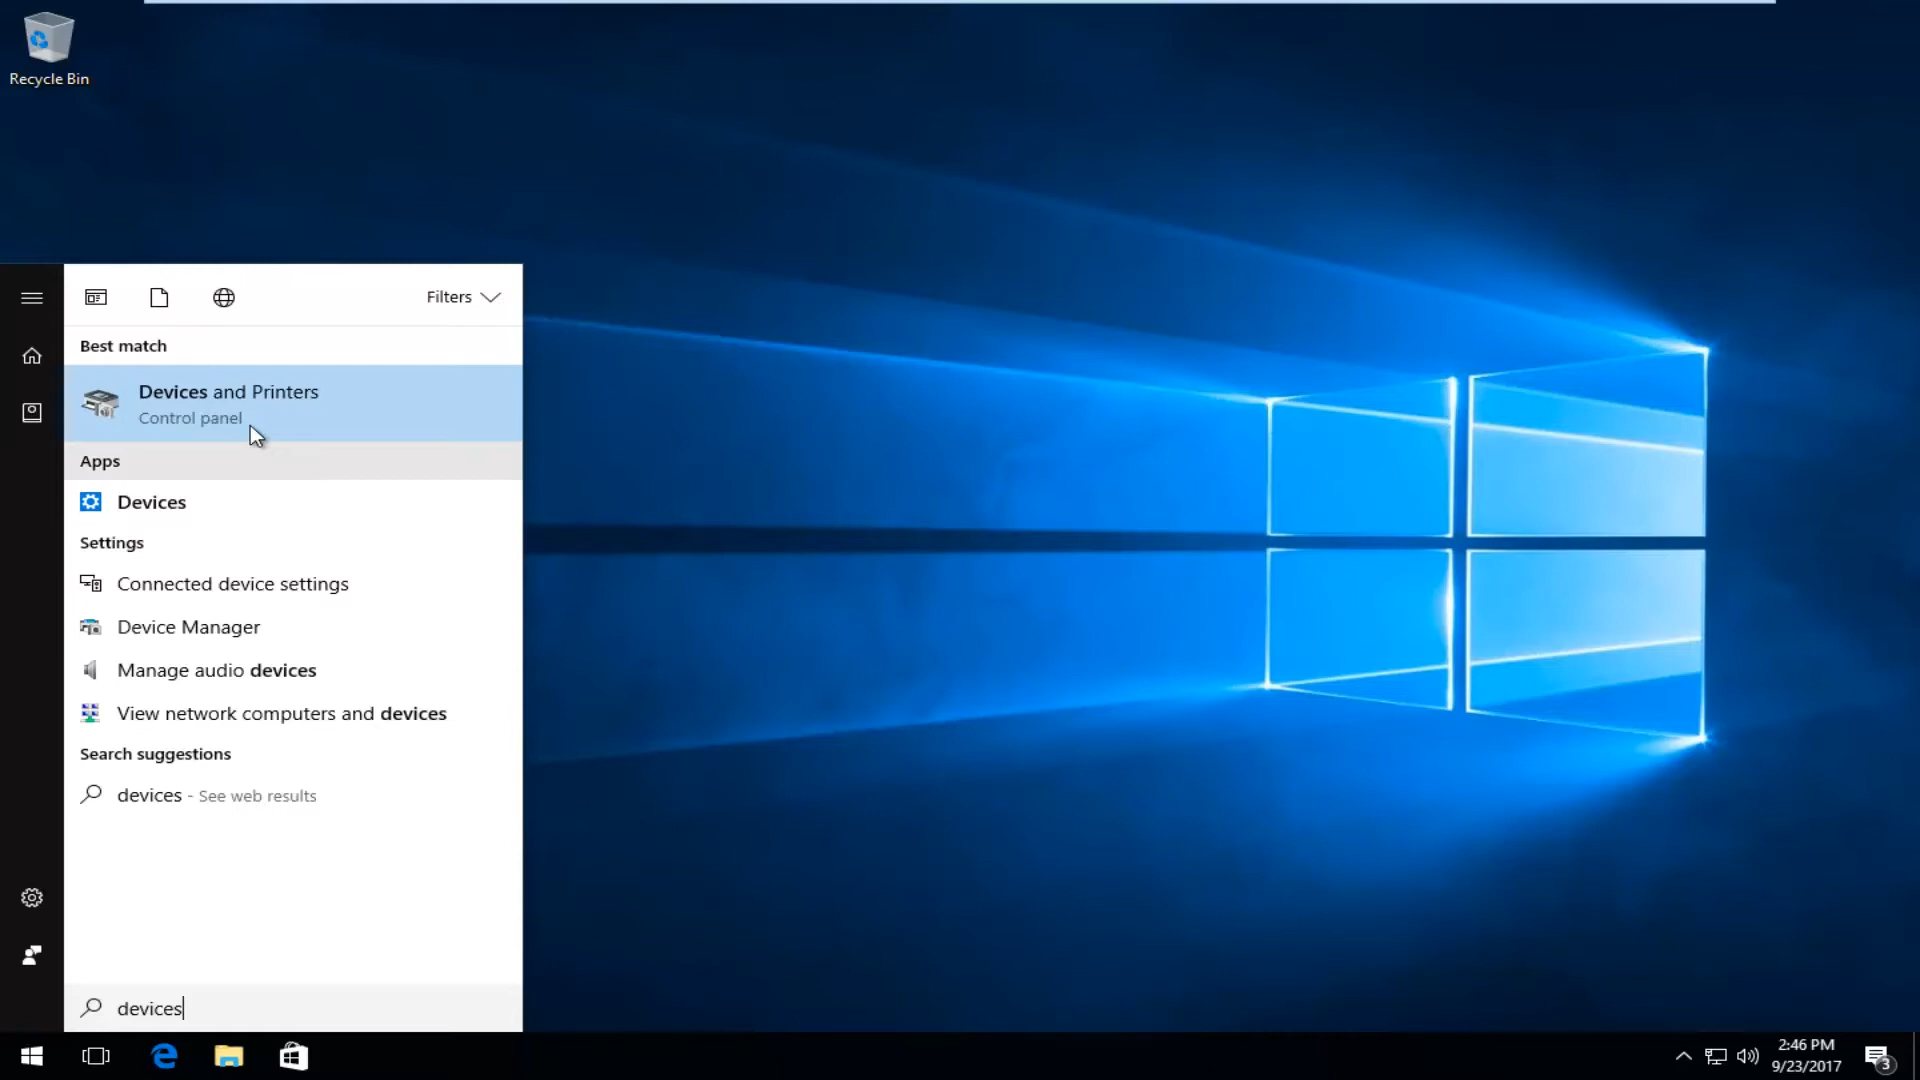 Recycle Bin
Filters
Best match
Devices and Printers
Control panel
Apps
Devices
Settings
Connected device settings
Device Manager
Manage audio devices
View network computers and devices
Search suggestions
devices - See web results
devices
2:46 PM
9/23/2017
3